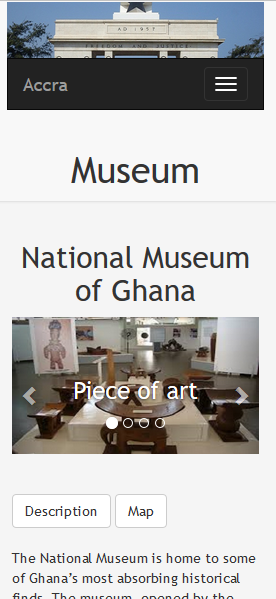 AD 1957
FREEDOM AND JUSTICE
Accra
Museum
National Museum
of Ghana
Piece of art
Description
Map
The National Museum is home to some
of Ghana's most absorbing historical
finds. The museum, opened by the